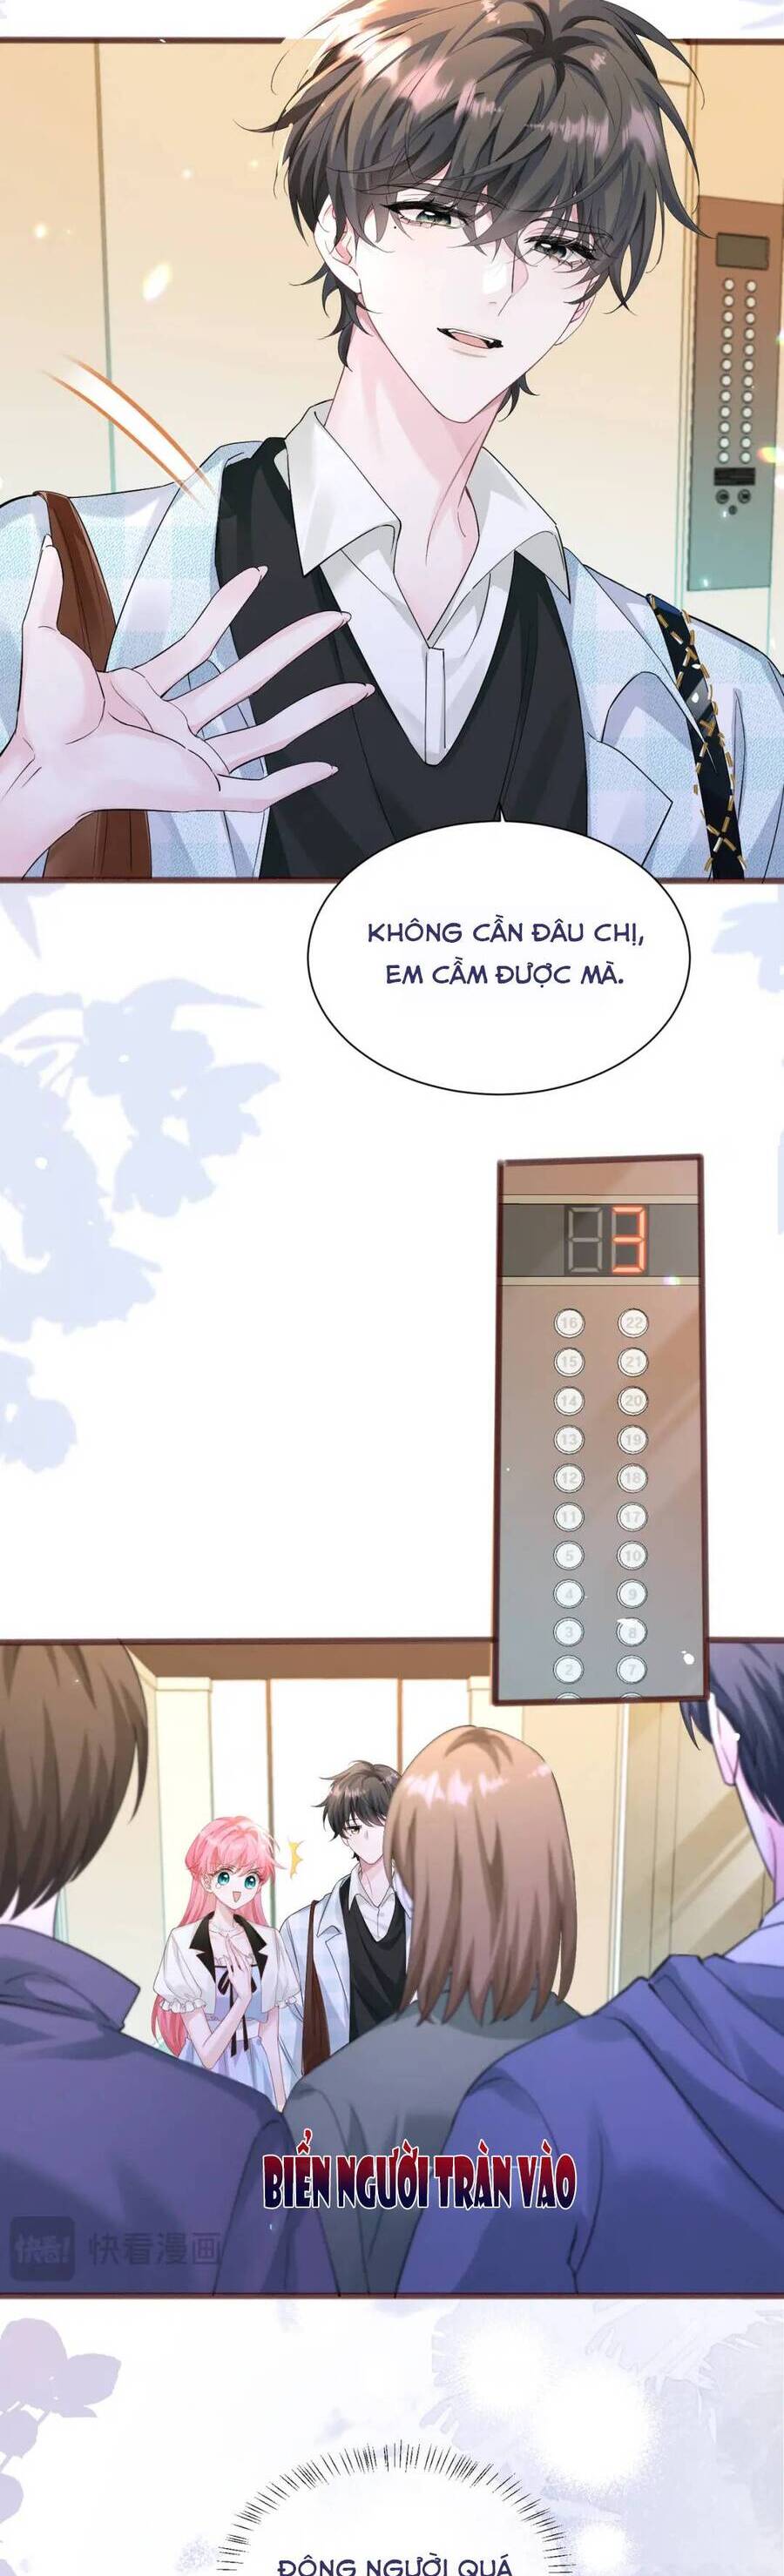 KHÔNG CẦN ĐÂU CHỊ,
EM CẦM ĐƯỢC MÀ.
3
16 22
15 21
14 20
13 19
12 18
11 17
5 10
4 9
3 8
2 7
BIỂN NGƯỜI TRÀN VÀO
快看! 快看漫画
ĐÔNG NGƯỜI QUÁ